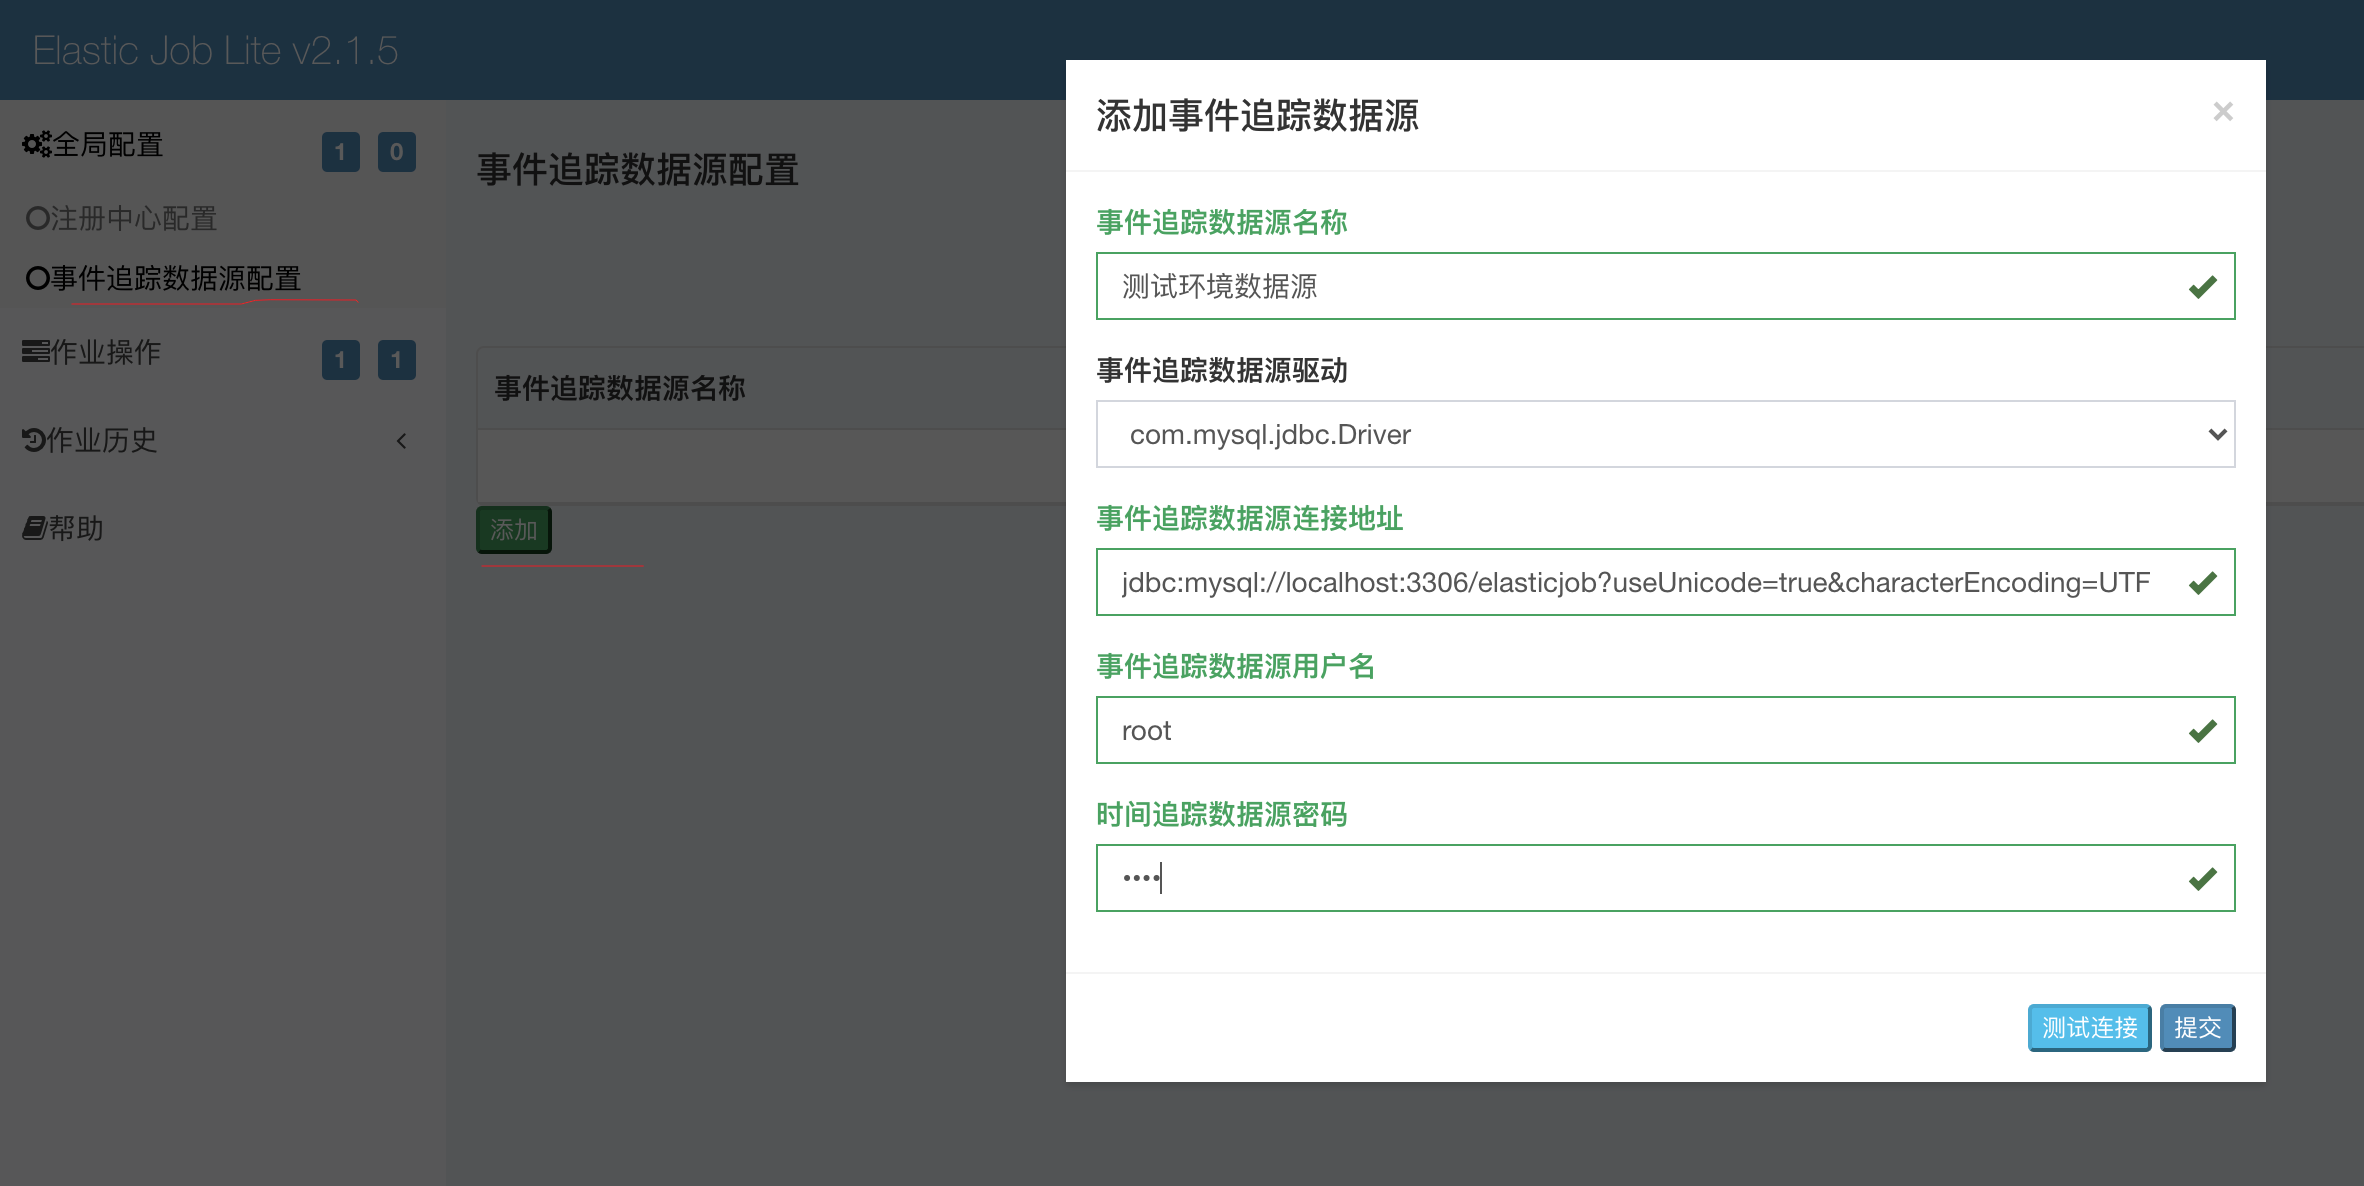 Elastic Job Lite v2.1.5
全局配置 1 0
注册中心配置
事件追踪数据源配置
作业操作 1 1
作业历史
帮助
事件追踪数据源配置
事件追踪数据源名称
添加
添加事件追踪数据源 ×
事件追踪数据源名称
测试环境数据源
事件追踪数据源驱动
com.mysql.jdbc.Driver
事件追踪数据源连接地址
jdbc:mysql://localhost:3306/elasticjob?useUnicode=true&characterEncoding=UTF
事件追踪数据源用户名
root
时间追踪数据源密码
••••
测试连接 提交